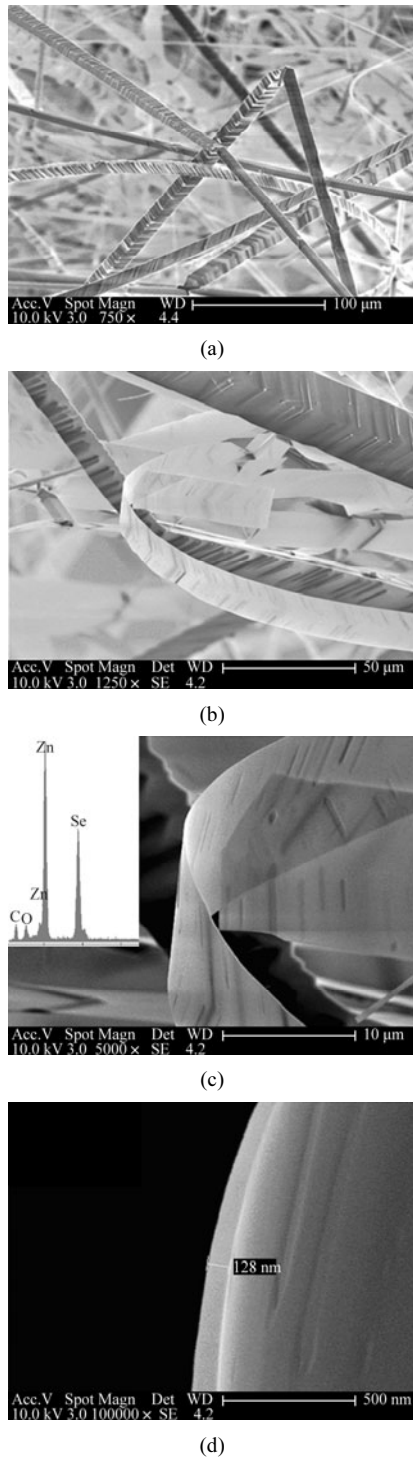 Acc.V Spot Magn WD 100 μm
10.0 kV 3.0 750 × 4.4
(a)
Acc.V Spot Magn Det WD 50 μm
10.0 kV 3.0 1250 × SE 4.2
(b)
Zn
Se
Zn
C O
Acc.V Spot Magn Det WD 10 μm
10.0 kV 3.0 5000 × SE 4.2
(c)
128 nm
Acc.V Spot Magn Det WD 500 nm
10.0 kV 3.0 100000 × SE 4.2
(d)